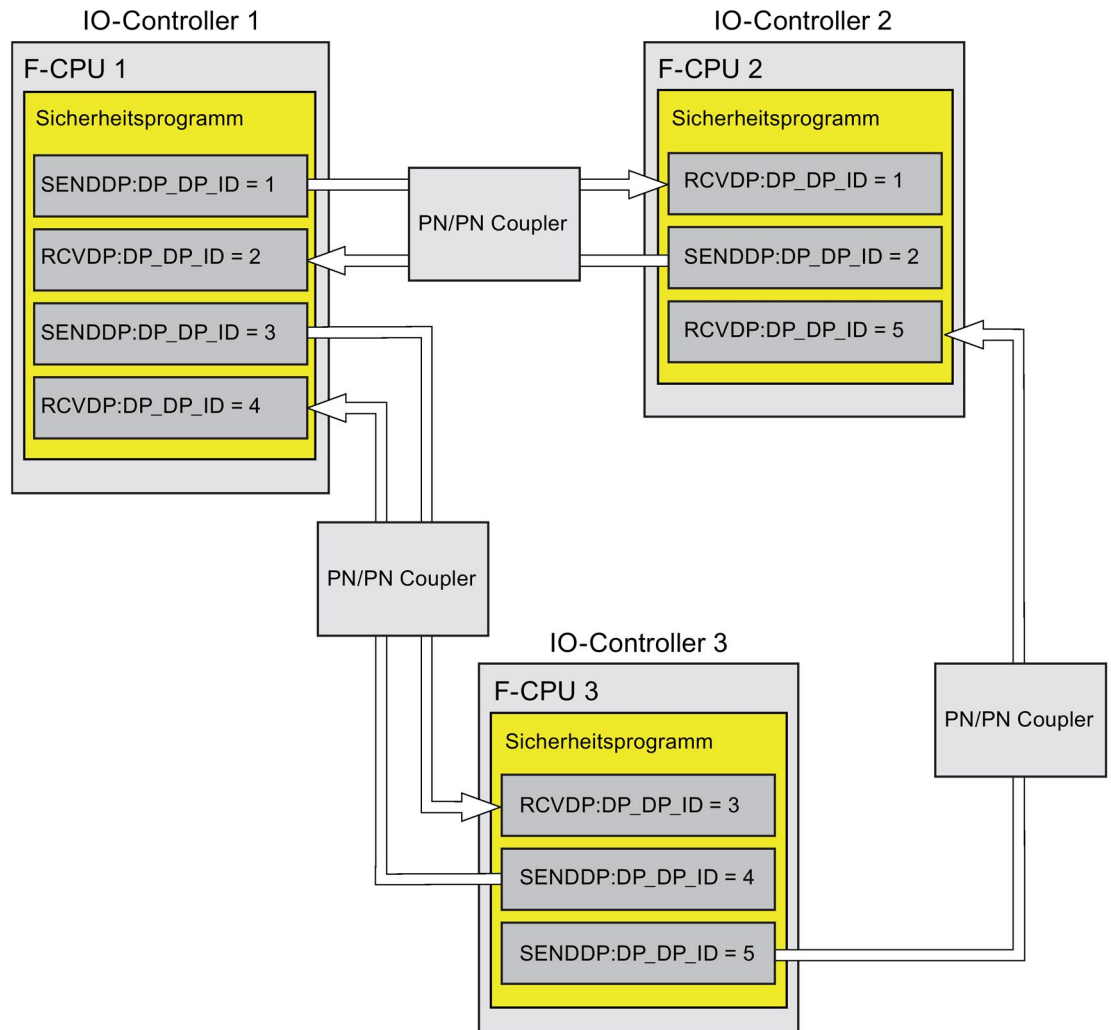 IO-Controller 1
F-CPU 1
Sicherheitsprogramm
SENDDP:DP_DP_ID = 1
RCVDP:DP_DP_ID = 2
SENDDP:DP_DP_ID = 3
RCVDP:DP_DP_ID = 4
PN/PN Coupler
IO-Controller 2
F-CPU 2
Sicherheitsprogramm
RCVDP:DP_DP_ID = 1
SENDDP:DP_DP_ID = 2
RCVDP:DP_DP_ID = 5
PN/PN Coupler
IO-Controller 3
F-CPU 3
Sicherheitsprogramm
RCVDP:DP_DP_ID = 3
SENDDP:DP_DP_ID = 4
SENDDP:DP_DP_ID = 5
PN/PN Coupler